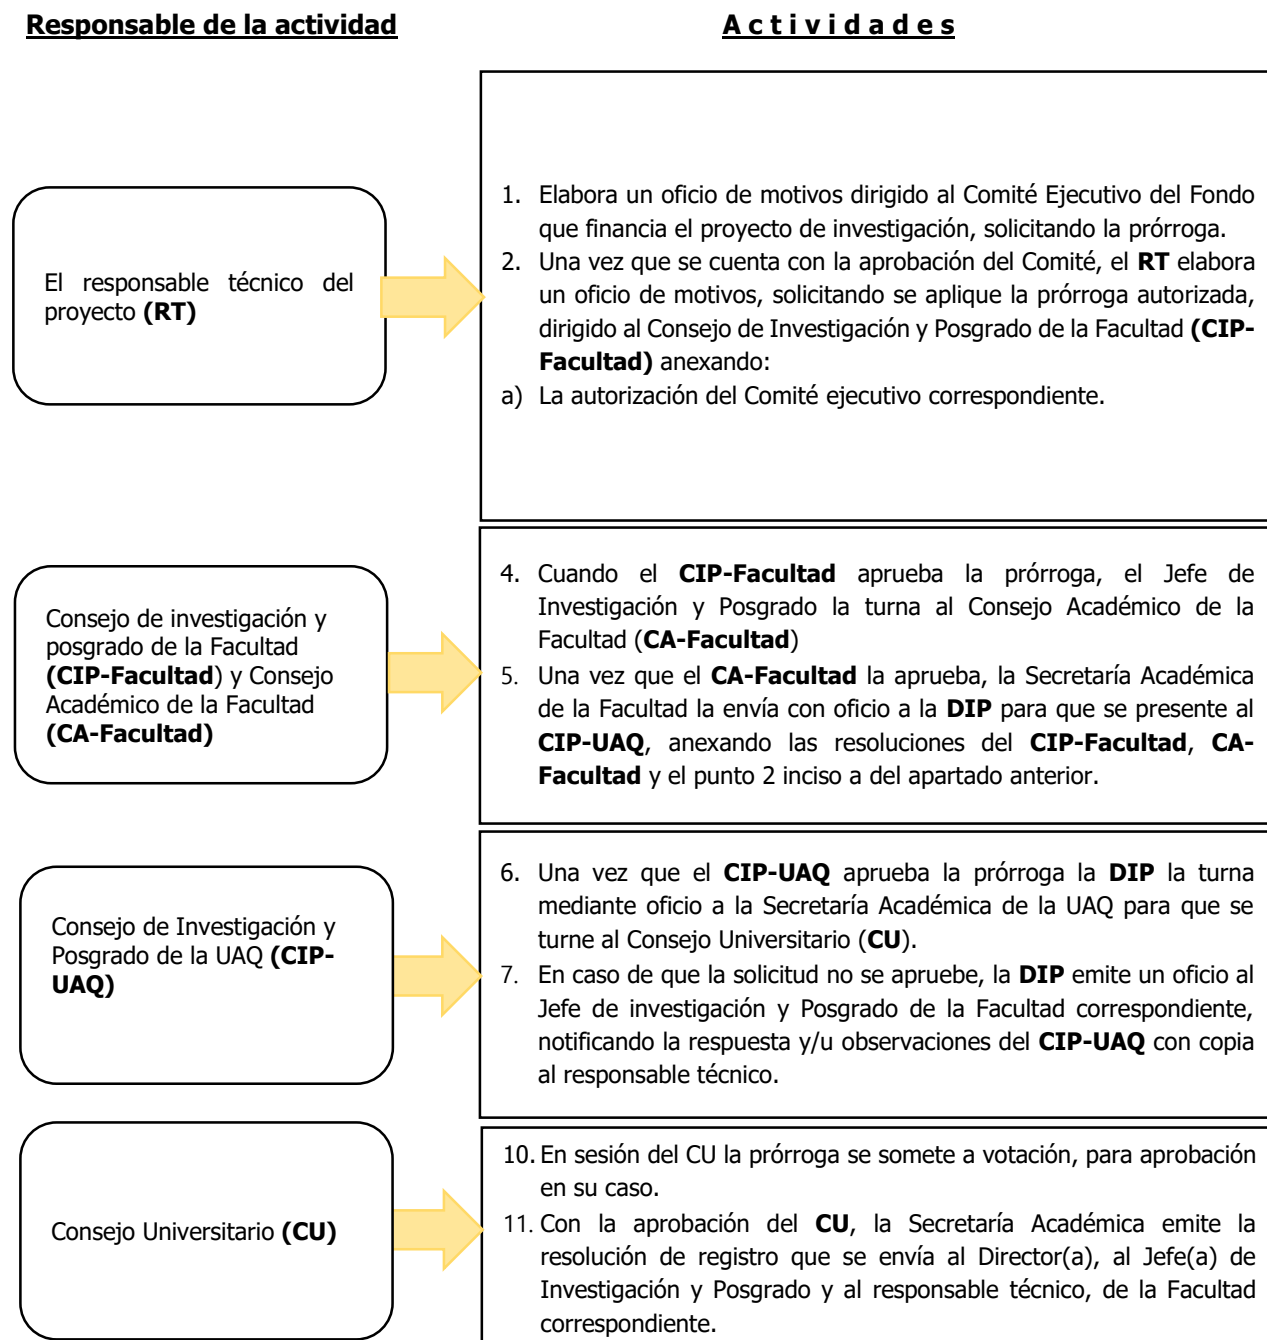 Responsable de la actividad
A c t i v i d a d e s
El responsable técnico del
proyecto (RT)
1. Elabora un oficio de motivos dirigido al Comité Ejecutivo del Fondo
que financia el proyecto de investigación, solicitando la prórroga.
2. Una vez que se cuenta con la aprobación del Comité, el RT elabora
un oficio de motivos, solicitando se aplique la prórroga autorizada,
dirigido al Consejo de Investigación y Posgrado de la Facultad (CIP-
Facultad) anexando:
a) La autorización del Comité ejecutivo correspondiente.
Consejo de investigación y
posgrado de la Facultad
(CIP-Facultad) y Consejo
Académico de la Facultad
(CA-Facultad)
4. Cuando el CIP-Facultad aprueba la prórroga, el Jefe de
Investigación y Posgrado la turna al Consejo Académico de la
Facultad (CA-Facultad)
5. Una vez que el CA-Facultad la aprueba, la Secretaría Académica
de la Facultad la envía con oficio a la DIP para que se presente al
CIP-UAQ, anexando las resoluciones del CIP-Facultad, CA-
Facultad y el punto 2 inciso a del apartado anterior.
Consejo de Investigación y
Posgrado de la UAQ (CIP-
UAQ)
6. Una vez que el CIP-UAQ aprueba la prórroga la DIP la turna
mediante oficio a la Secretaría Académica de la UAQ para que se
turne al Consejo Universitario (CU).
7. En caso de que la solicitud no se apruebe, la DIP emite un oficio al
Jefe de investigación y Posgrado de la Facultad correspondiente,
notificando la respuesta y/u observaciones del CIP-UAQ con copia
al responsable técnico.
Consejo Universitario (CU)
10. En sesión del CU la prórroga se somete a votación, para aprobación
en su caso.
11. Con la aprobación del CU, la Secretaría Académica emite la
resolución de registro que se envía al Director(a), al Jefe(a) de
Investigación y Posgrado y al responsable técnico, de la Facultad
correspondiente.